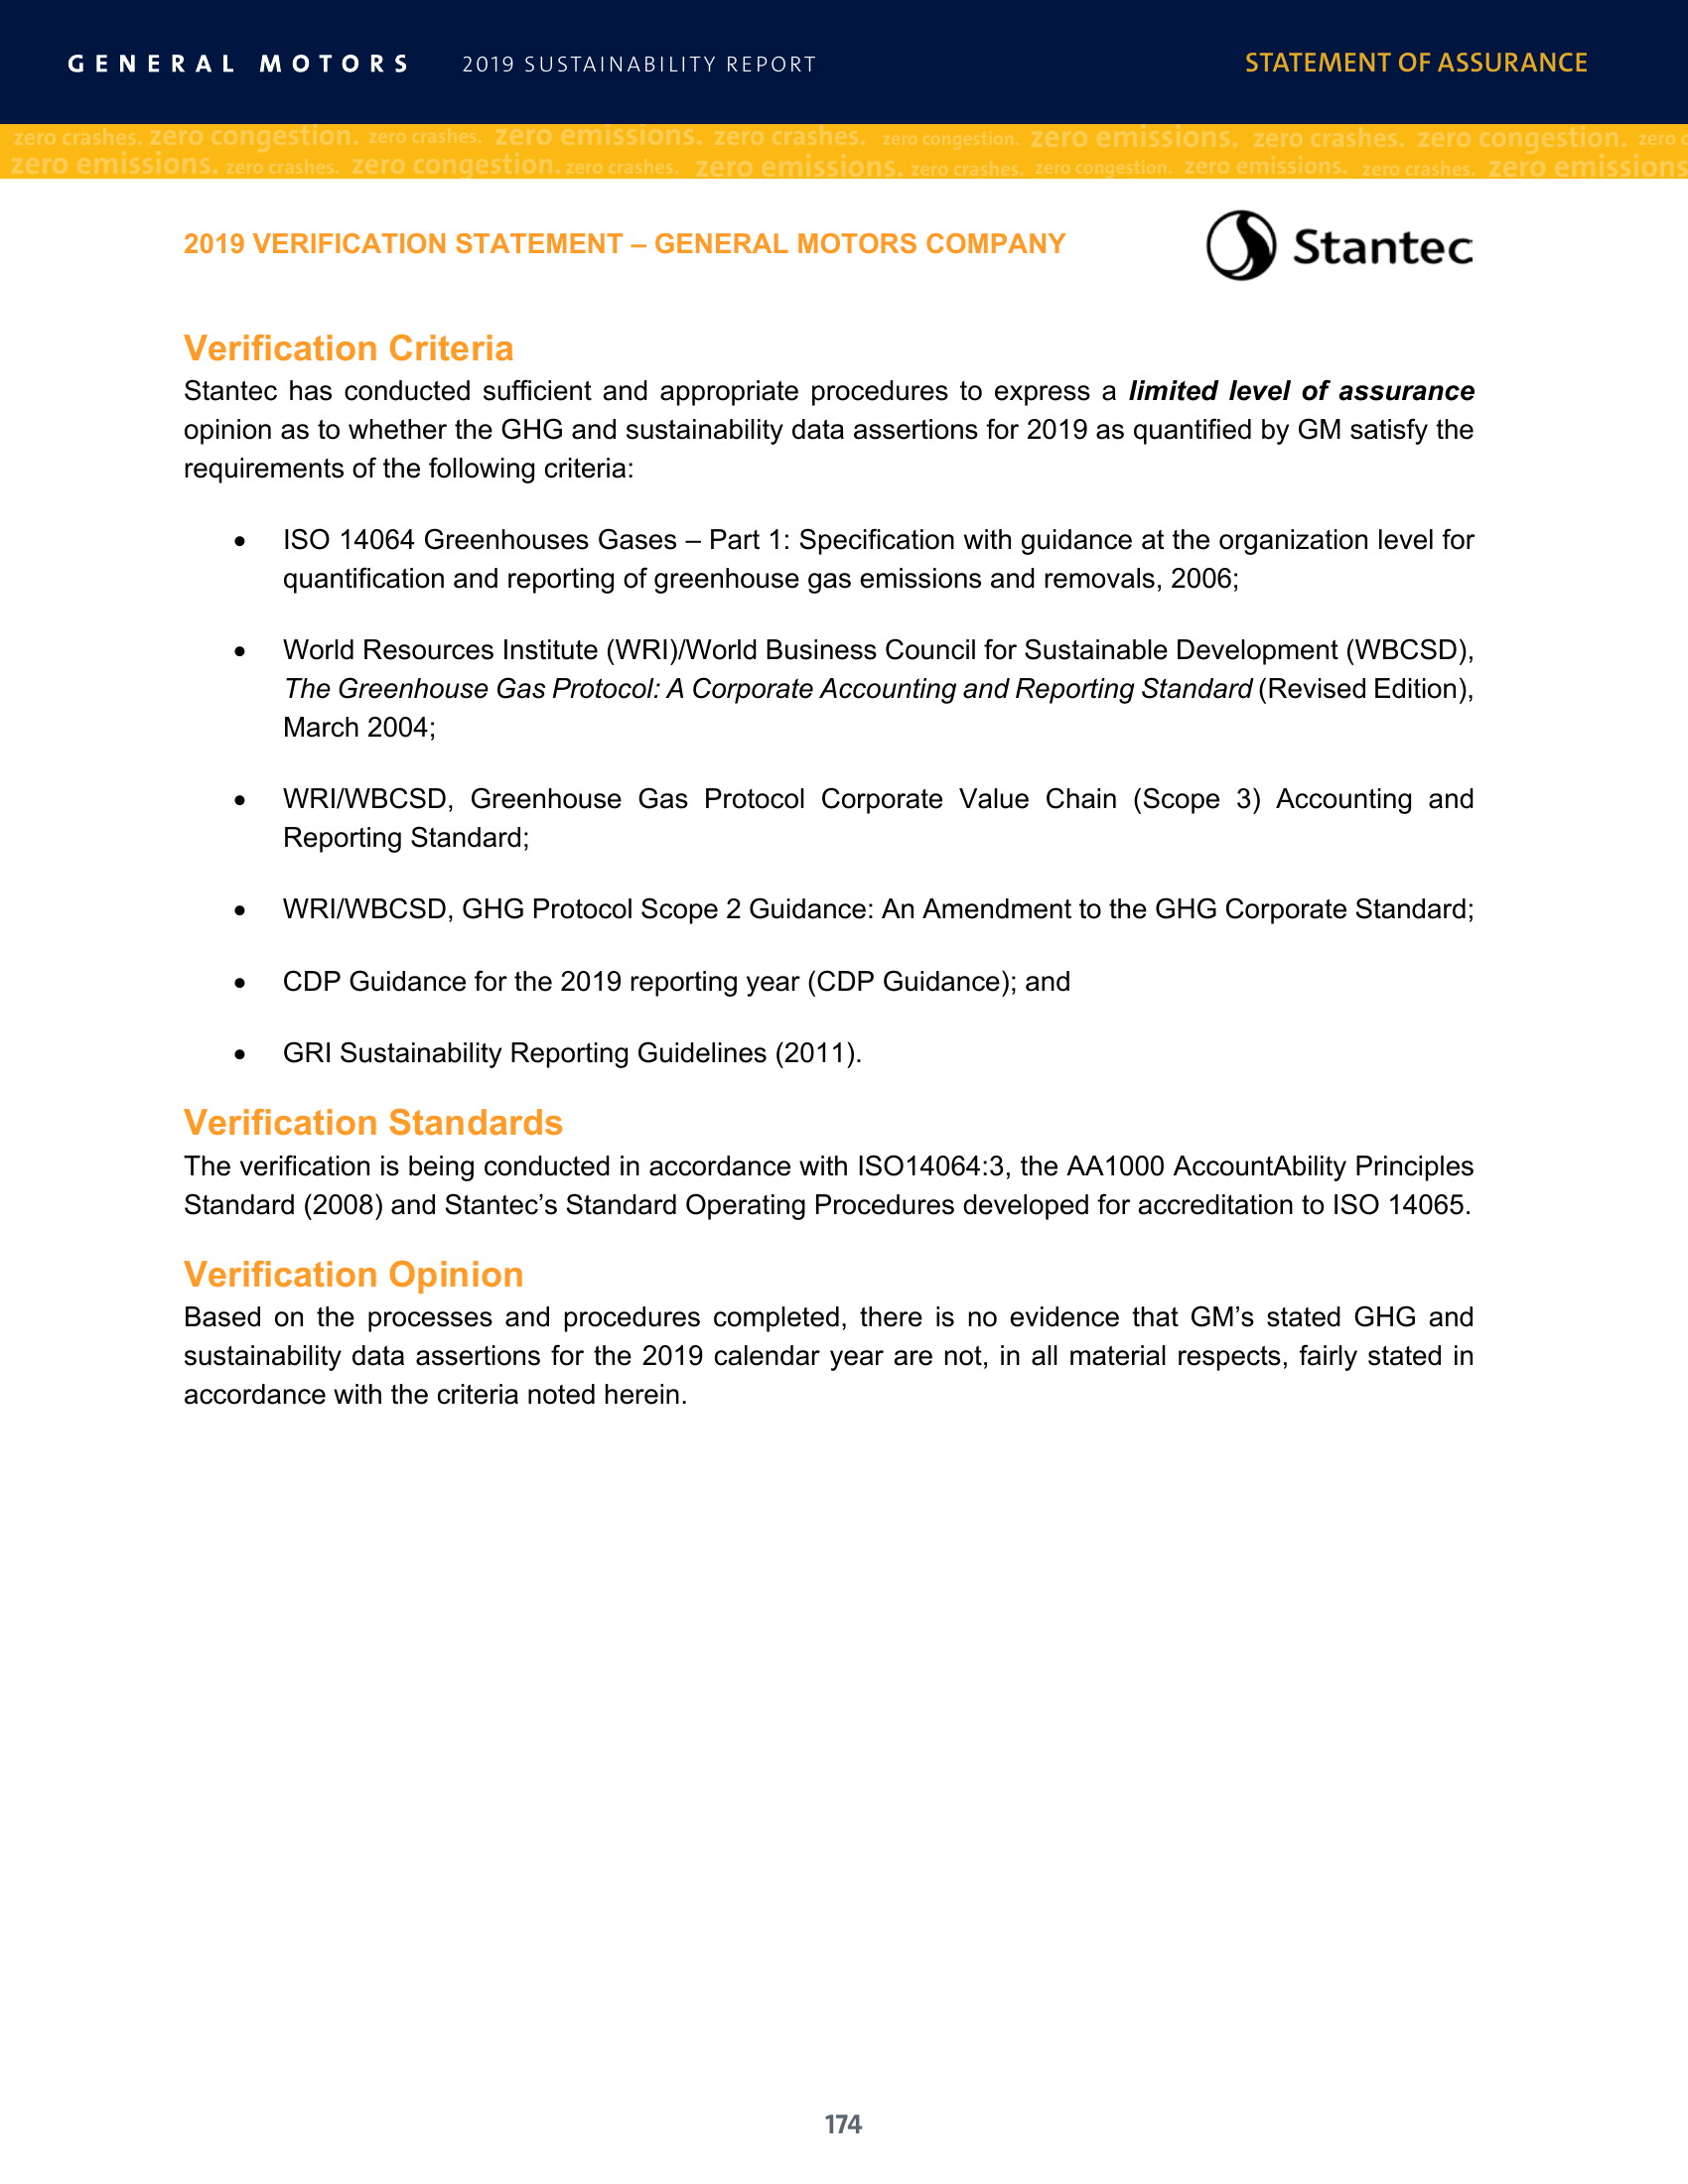 GENERAL MOTORS 2019 SUSTAINABILITY REPORT STATEMENT OF ASSURANCE
zero crashes. zero congestion. zero crashes. zero emissions. zero crashes. zero congestion. zero emissions. zero crashes. zero congestion. zero c
zero emissions. zero crashes. zero congestion. zero crashes. zero emissions. zero crashes. zero congestion. zero emissions. zero crashes. zero emissions
2019 VERIFICATION STATEMENT – GENERAL MOTORS COMPANY
Stantec
Verification Criteria
Stantec has conducted sufficient and appropriate procedures to express a limited level of assurance
opinion as to whether the GHG and sustainability data assertions for 2019 as quantified by GM satisfy the
requirements of the following criteria:
• ISO 14064 Greenhouses Gases – Part 1: Specification with guidance at the organization level for
quantification and reporting of greenhouse gas emissions and removals, 2006;
• World Resources Institute (WRI)/World Business Council for Sustainable Development (WBCSD),
The Greenhouse Gas Protocol: A Corporate Accounting and Reporting Standard (Revised Edition),
March 2004;
• WRI/WBCSD, Greenhouse Gas Protocol Corporate Value Chain (Scope 3) Accounting and
Reporting Standard;
• WRI/WBCSD, GHG Protocol Scope 2 Guidance: An Amendment to the GHG Corporate Standard;
• CDP Guidance for the 2019 reporting year (CDP Guidance); and
• GRI Sustainability Reporting Guidelines (2011).
Verification Standards
The verification is being conducted in accordance with ISO14064:3, the AA1000 AccountAbility Principles
Standard (2008) and Stantec’s Standard Operating Procedures developed for accreditation to ISO 14065.
Verification Opinion
Based on the processes and procedures completed, there is no evidence that GM’s stated GHG and
sustainability data assertions for the 2019 calendar year are not, in all material respects, fairly stated in
accordance with the criteria noted herein.
174